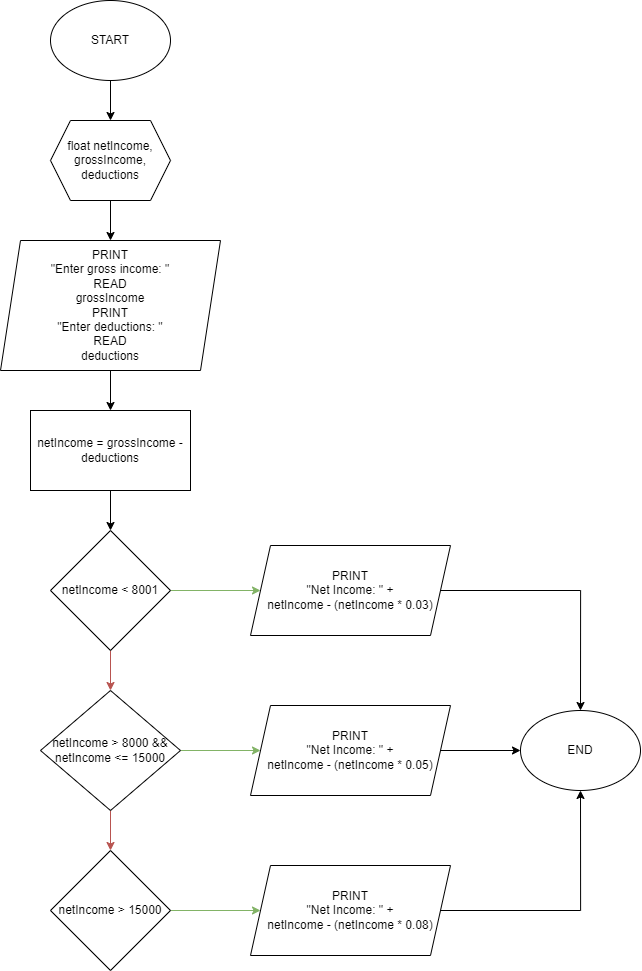 START
float netIncome,
grossIncome,
deductions
PRINT
"Enter gross income: "
READ
grossIncome
PRINT
"Enter deductions: "
READ
deductions
netIncome = grossIncome -
deductions
netIncome < 8001
PRINT
"Net Income: " +
netIncome - (netIncome * 0.03)
netIncome > 8000 &&
netIncome <= 15000
PRINT
"Net Income: " +
netIncome - (netIncome * 0.05)
END
netIncome > 15000
PRINT
"Net Income: " +
netIncome - (netIncome * 0.08)